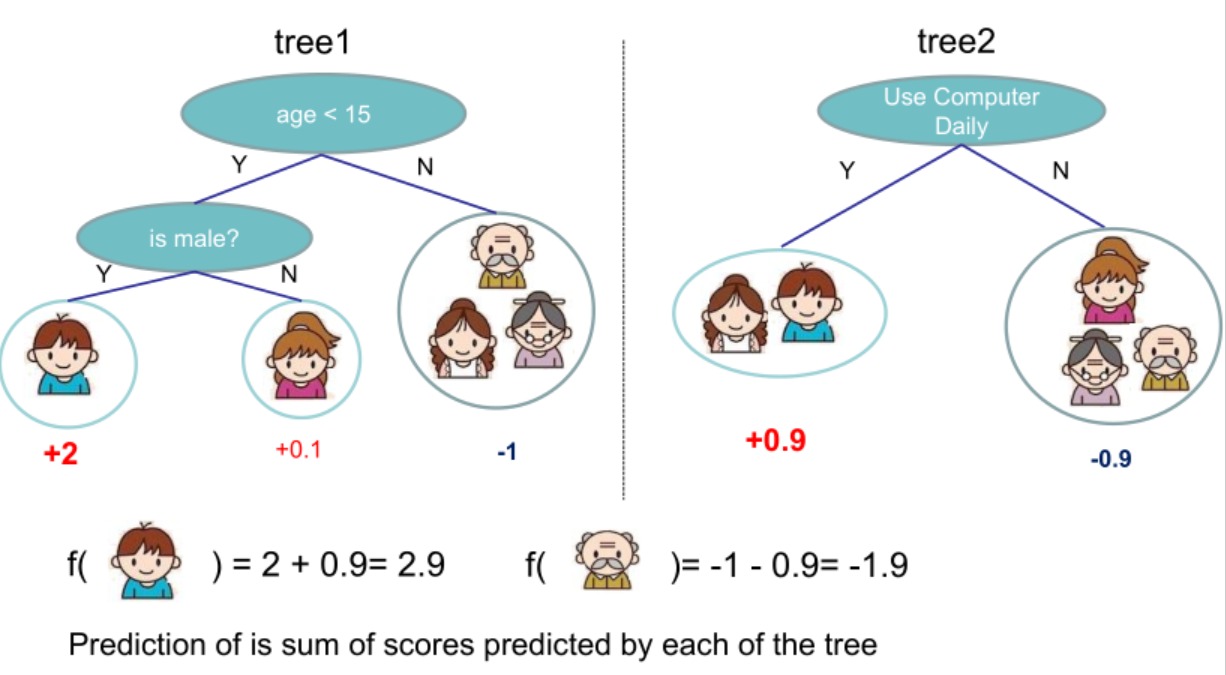 tree1
age < 15
Y
N
is male?
Y
N
+2
+0.1
-1
tree2
Use Computer
Daily
Y
N
+0.9
-0.9
f( ) = 2 + 0.9= 2.9
f( )= -1 - 0.9= -1.9
Prediction of is sum of scores predicted by each of the tree